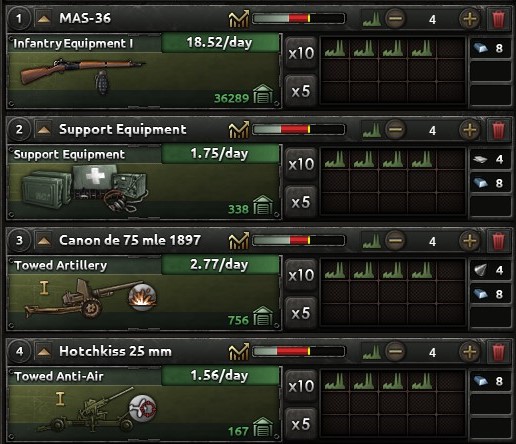 1 MAS-36 4
Infantry Equipment I 18.52/day x10 8
36289 x5
2 Support Equipment 4
Support Equipment 1.75/day x10 4
8
338 x5
3 Canon de 75 mle 1897 4
Towed Artillery 2.77/day x10 4
I 8
756 x5
4 Hotchkiss 25 mm 4
Towed Anti-Air 1.56/day x10 8
I
167 x5